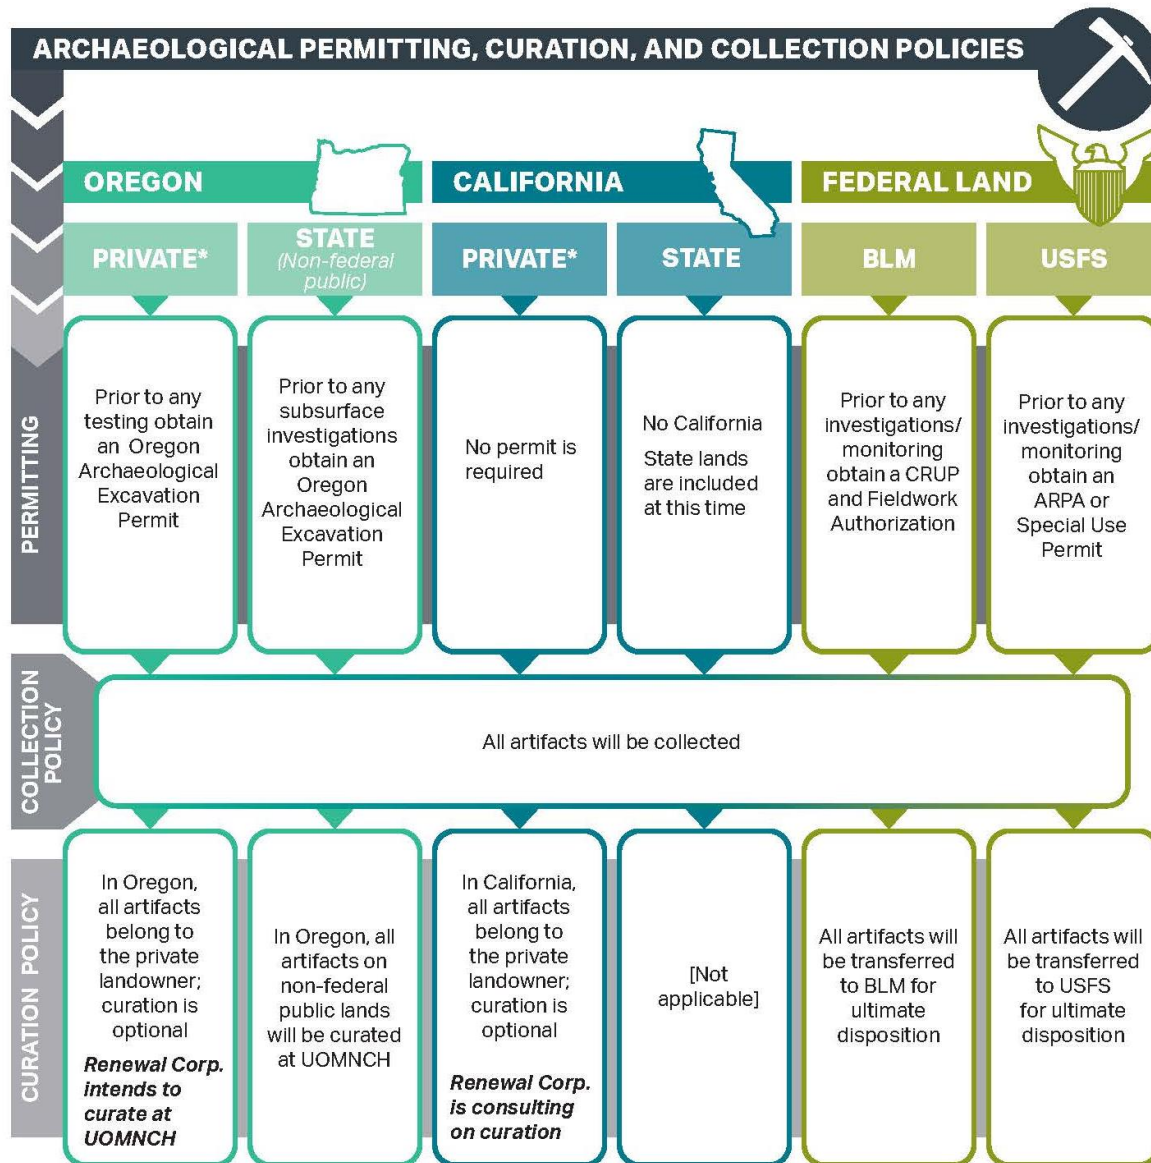 ARCHAEOLOGICAL PERMITTING, CURATION, AND COLLECTION POLICIES
OREGON
CALIFORNIA
FEDERAL LAND
PRIVATE*
STATE
(Non-federal
public)
PRIVATE*
STATE
BLM
USFS
PERMITTING
Prior to any
testing obtain
an Oregon
Archaeological
Excavation
Permit
Prior to any
subsurface
investigations
obtain an
Oregon
Archaeological
Excavation
Permit
No permit is
required
No California
State lands
are included
at this time
Prior to any
investigations/
monitoring
obtain a CRUP
and Fieldwork
Authorization
Prior to any
investigations/
monitoring
obtain an
ARPA or
Special Use
Permit
COLLECTION
POLICY
All artifacts will be collected
CURATION POLICY
In Oregon,
all artifacts
belong to
the private
landowner;
curation is
optional
Renewal Corp.
intends to
curate at
UOMNCH
In Oregon, all
artifacts on
non-federal
public lands
will be curated
at UOMNCH
In California,
all artifacts
belong to
the private
landowner;
curation is
optional
Renewal Corp.
is consulting
on curation
[Not
applicable]
All artifacts will
be transferred
to BLM for
ultimate
disposition
All artifacts will
be transferred
to USFS
for ultimate
disposition